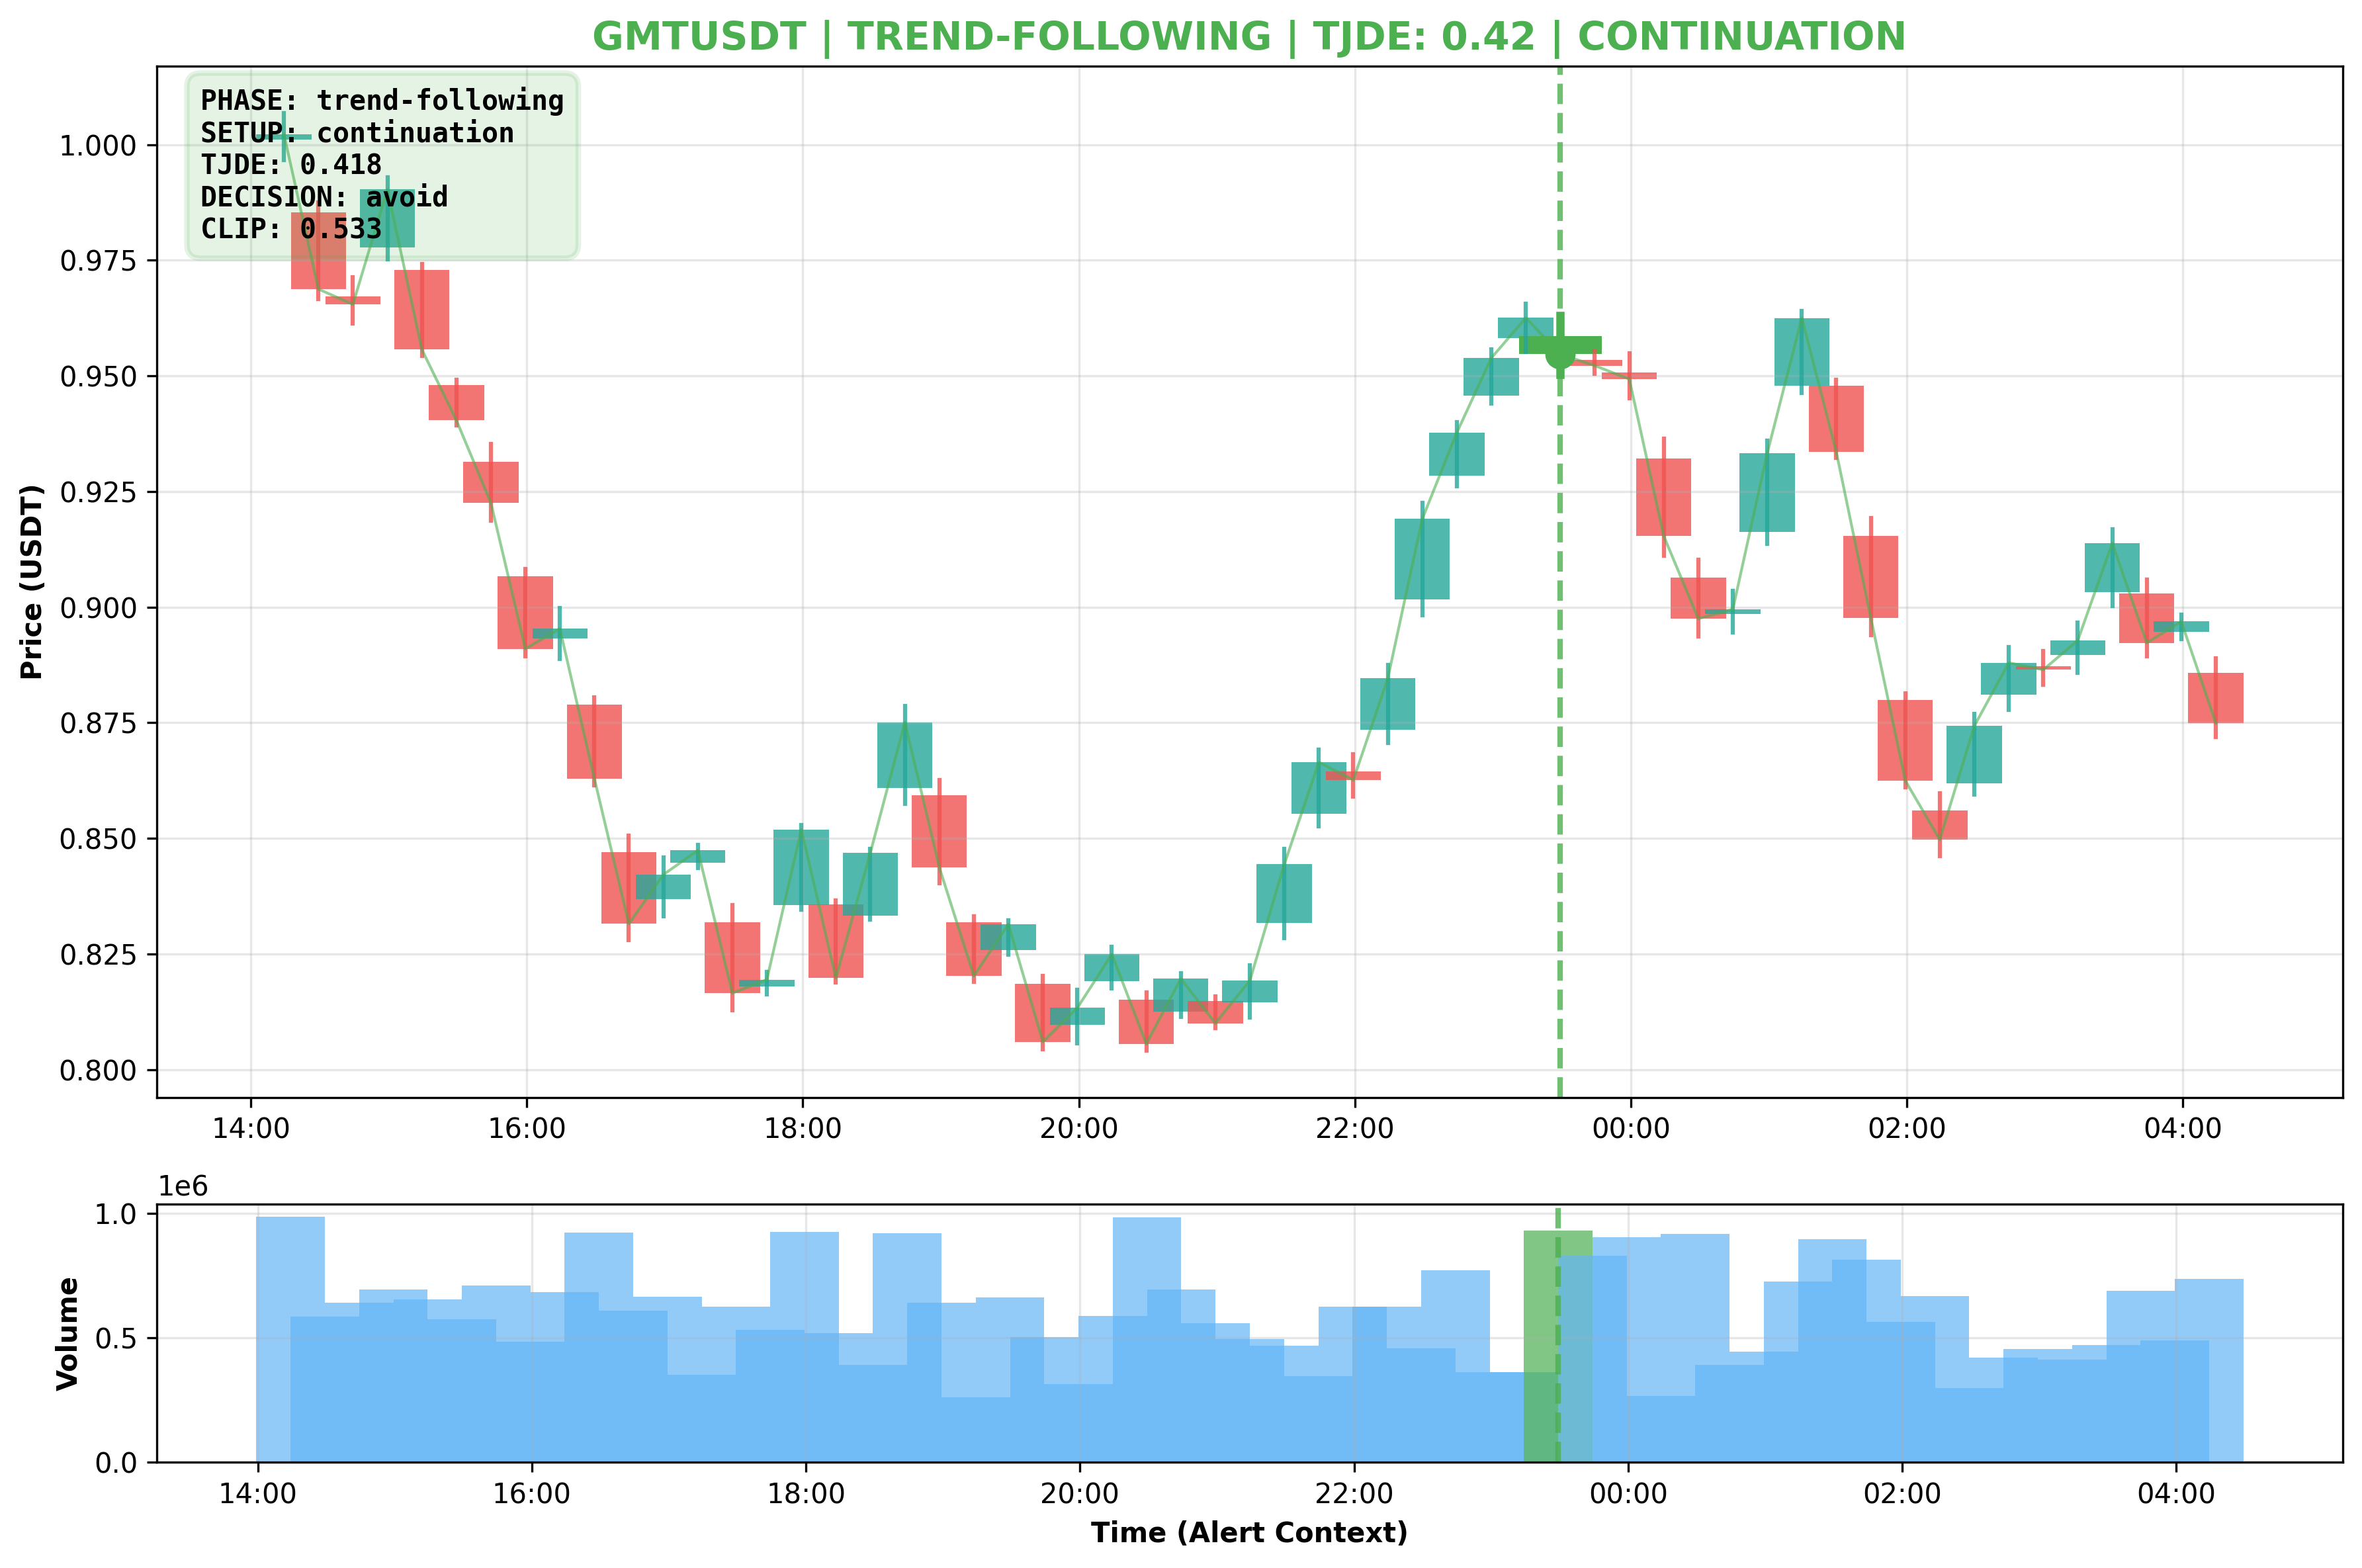 GMTUSDT | TREND-FOLLOWING | TJDE: 0.42 | CONTINUATION
PHASE: trend-following
SETUP: continuation
TJDE: 0.418
DECISION: avoid
CLIP: 0.533
Price (USDT)
1.000
0.975
0.950
0.925
0.900
0.875
0.850
0.825
0.800
14:00 16:00 18:00 20:00 22:00 00:00 02:00 04:00
1e6
Volume
1.0
0.5
0.0
14:00 16:00 18:00 20:00 22:00 00:00 02:00 04:00
Time (Alert Context)